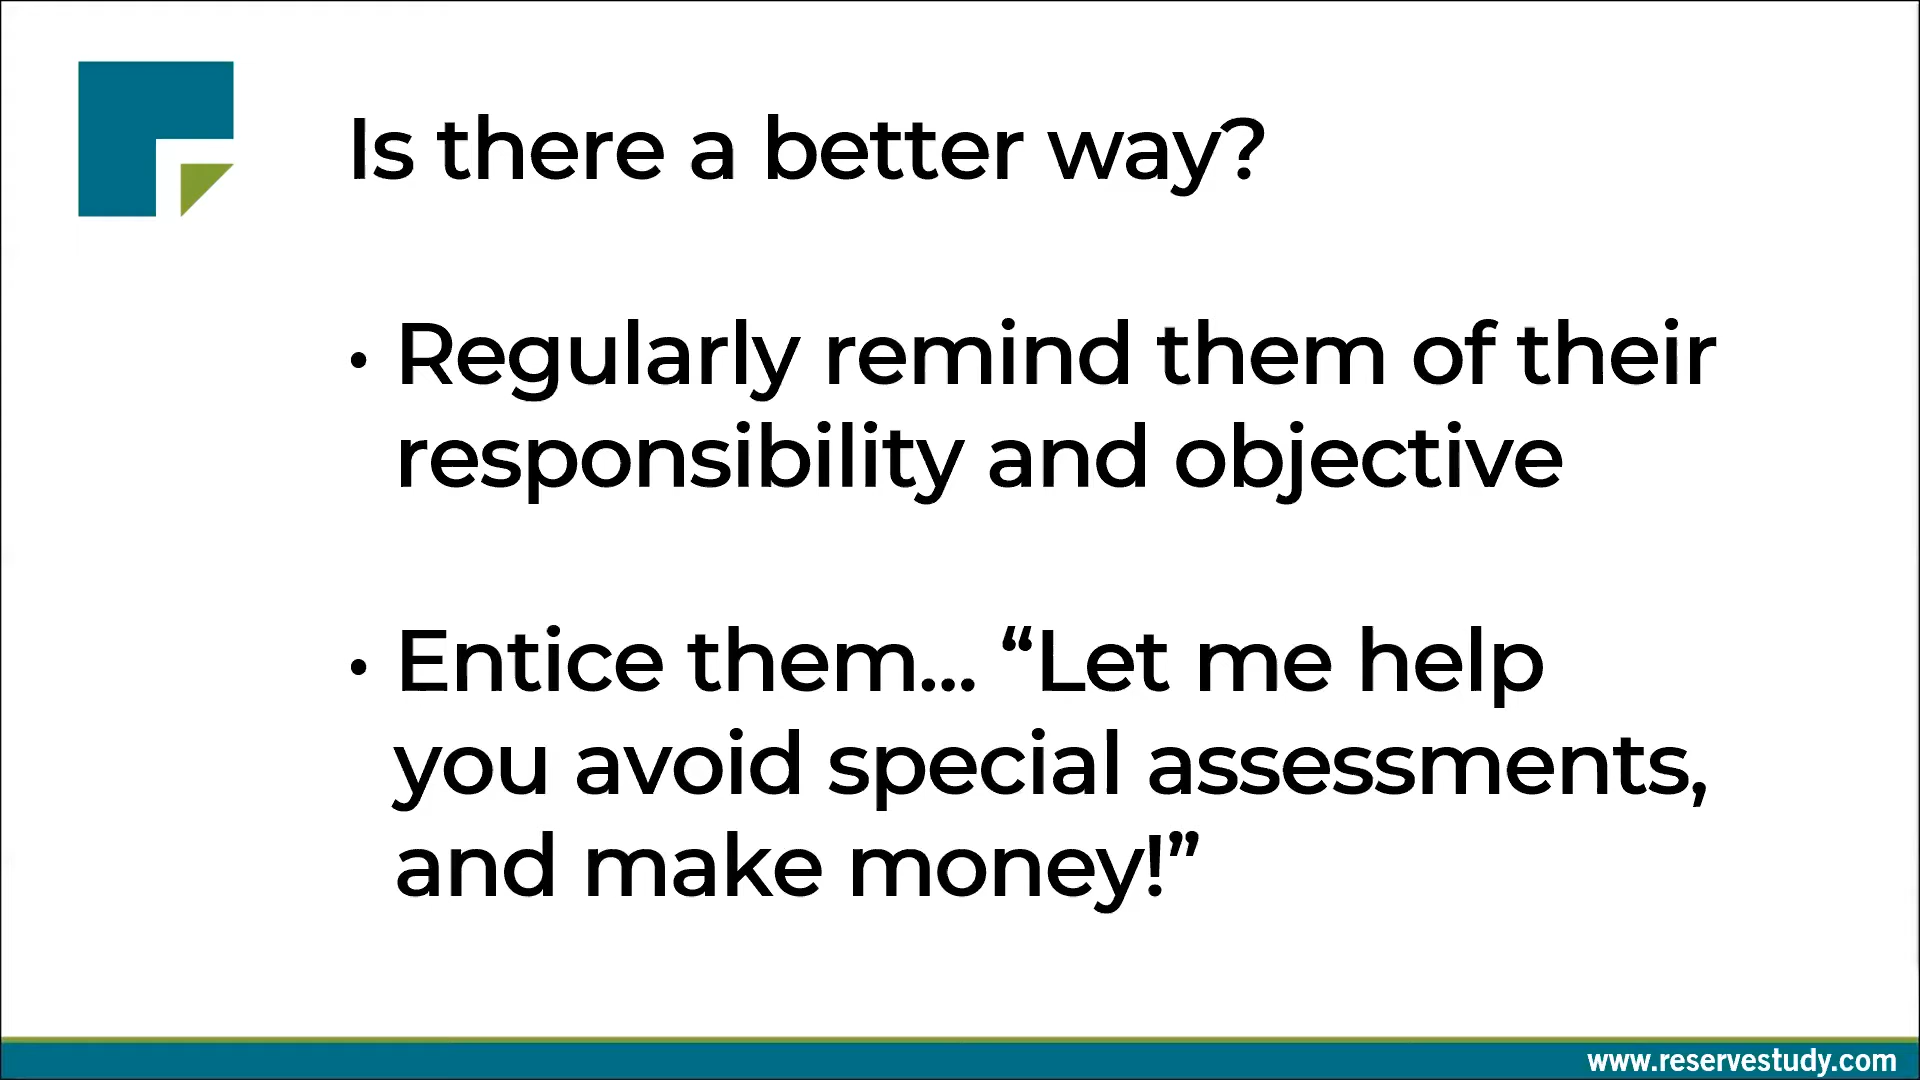 Is there a better way?
• Regularly remind them of their
responsibility and objective
• Entice them... “Let me help
you avoid special assessments,
and make money!”
www.reservestudy.com